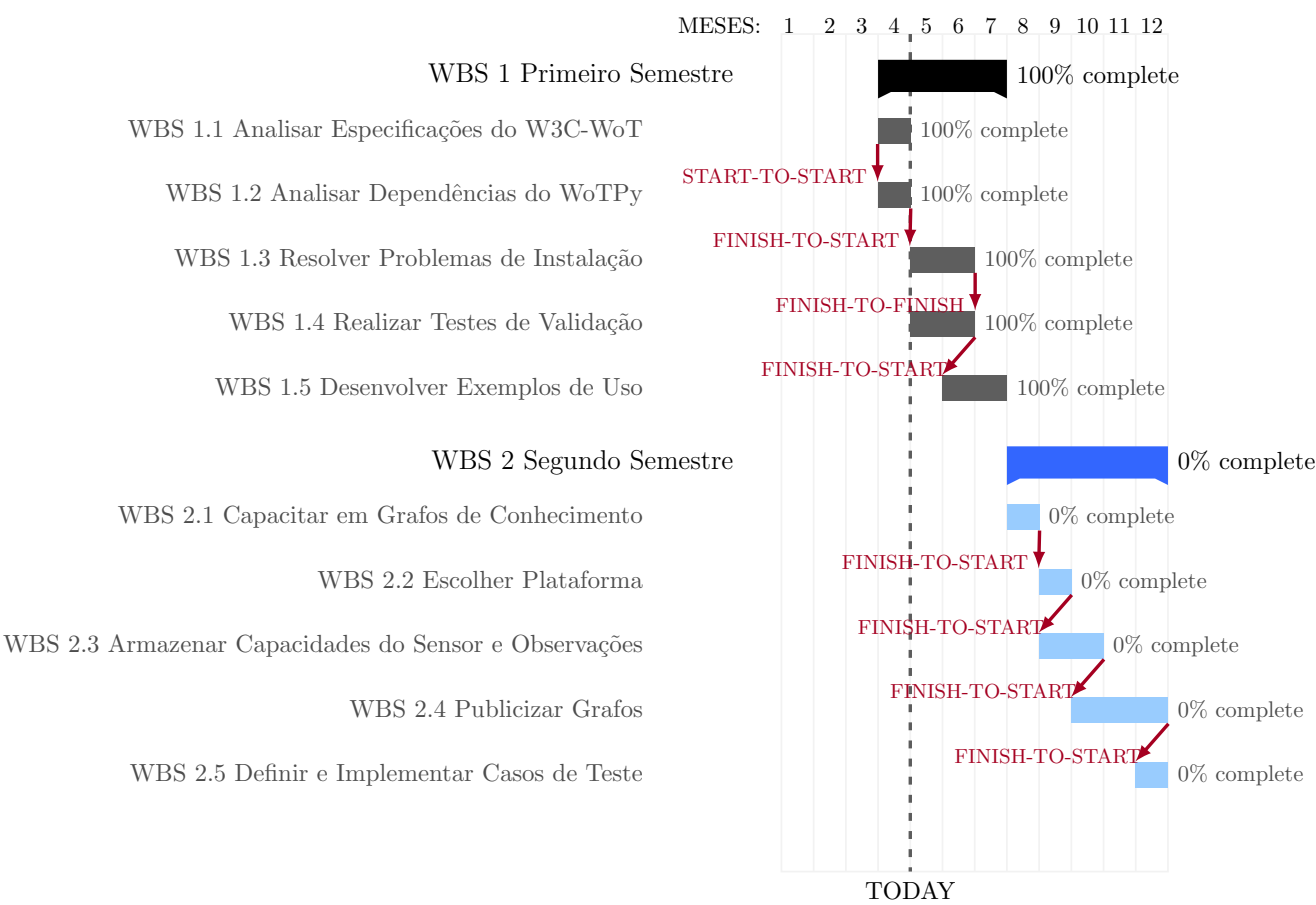 MESES: 1 2 3 4 5 6 7 8 9 10 11 12
WBS 1 Primeiro Semestre 100% complete
WBS 1.1 Analisar Especificações do W3C-WoT 100% complete
START-TO-START
WBS 1.2 Analisar Dependências do WoTPy 100% complete
FINISH-TO-START
WBS 1.3 Resolver Problemas de Instalação 100% complete
FINISH-TO-FINISH
WBS 1.4 Realizar Testes de Validação 100% complete
FINISH-TO-START
WBS 1.5 Desenvolver Exemplos de Uso 100% complete
WBS 2 Segundo Semestre 0% complete
WBS 2.1 Capacitar em Grafos de Conhecimento 0% complete
FINISH-TO-START
WBS 2.2 Escolher Plataforma 0% complete
FINISH-TO-START
WBS 2.3 Armazenar Capacidades do Sensor e Observações 0% complete
FINISH-TO-START
WBS 2.4 Publicizar Grafos 0% complete
FINISH-TO-START
WBS 2.5 Definir e Implementar Casos de Teste 0% complete
TODAY